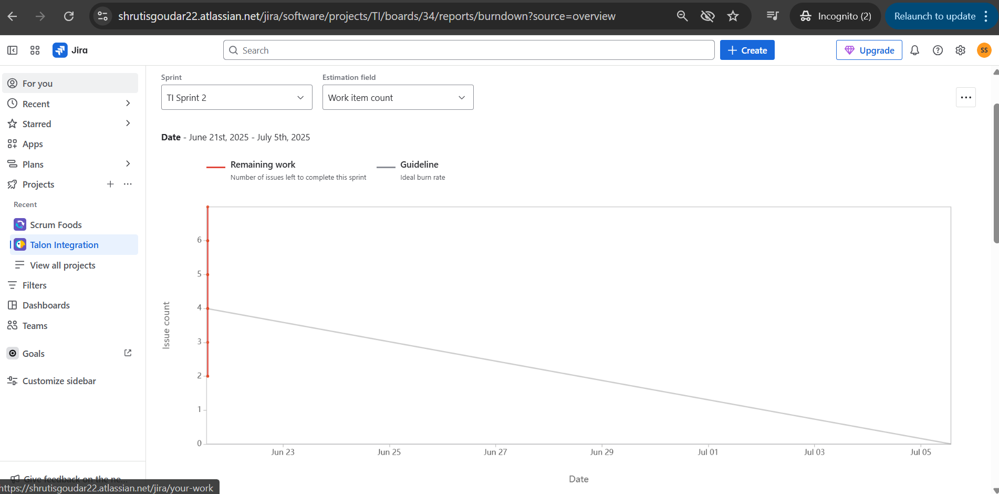 shrutisgoudar22.atlassian.net/jira/software/projects/TI/boards/34/reports/burndown?source=overview
Incognito (2)
Relaunch to update
Jira
Search
Create
Upgrade
SS
For you
Recent
Starred
Apps
Plans
Projects
Recent
Scrum Foods
Talon Integration
View all projects
Filters
Dashboards
Teams
Goals
Customize sidebar
Give feedback on the ne...
https://shrutisgoudar22.atlassian.net/jira/your-work
Sprint
Estimation field
TI Sprint 2
Work item count
Date - June 21st, 2025 - July 5th, 2025
Remaining work
Number of issues left to complete this sprint
Guideline
Ideal burn rate
Issue count
6
5
4
3
2
1
0
Jun 23
Jun 25
Jun 27
Jun 29
Jul 01
Jul 03
Jul 05
Date